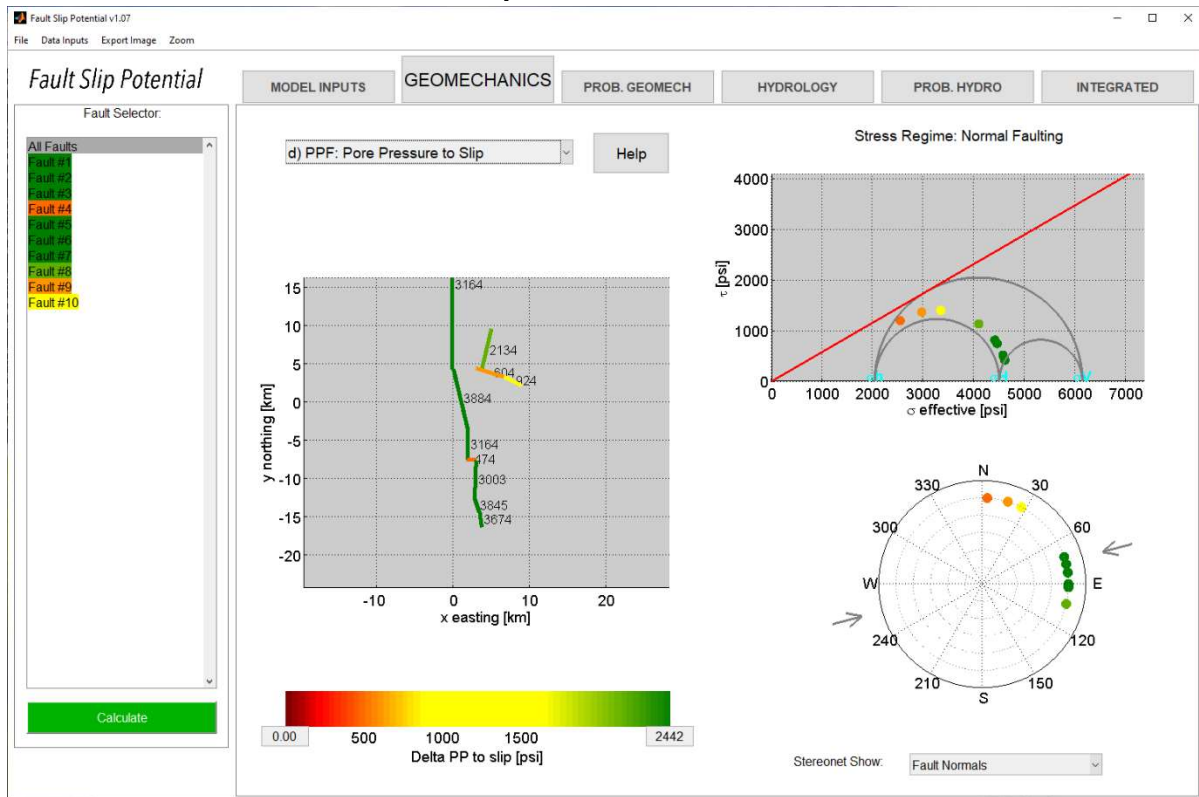 Fault Slip Potential v1.07
File Data Inputs Export Image Zoom
Fault Slip Potential
MODEL INPUTS GEOMECHANICS PROB. GEOMECH HYDROLOGY PROB. HYDRO INTEGRATED
Fault Selector:
All Faults
Fault #1
Fault #2
Fault #3
Fault #4
Fault #5
Fault #6
Fault #7
Fault #8
Fault #9
Fault #10
Calculate
d) PPF: Pore Pressure to Slip
Help
15
10
5
0
-5
-10
-15
-20
y northing [km]
3164
2134
604
924
3884
3164
474
3003
3845
3674
-10 0 10 20
x easting [km]
0.00 500 1000 1500 2442
Delta PP to slip [psi]
Stress Regime: Normal Faulting
4000
3000
2000
1000
0
τ [psi]
0 1000 2000 3000 4000 5000 6000 7000
σ effective [psi]
N
330 30
300 60
W E
240 120
210 150
S
Stereonet Show: Fault Normals